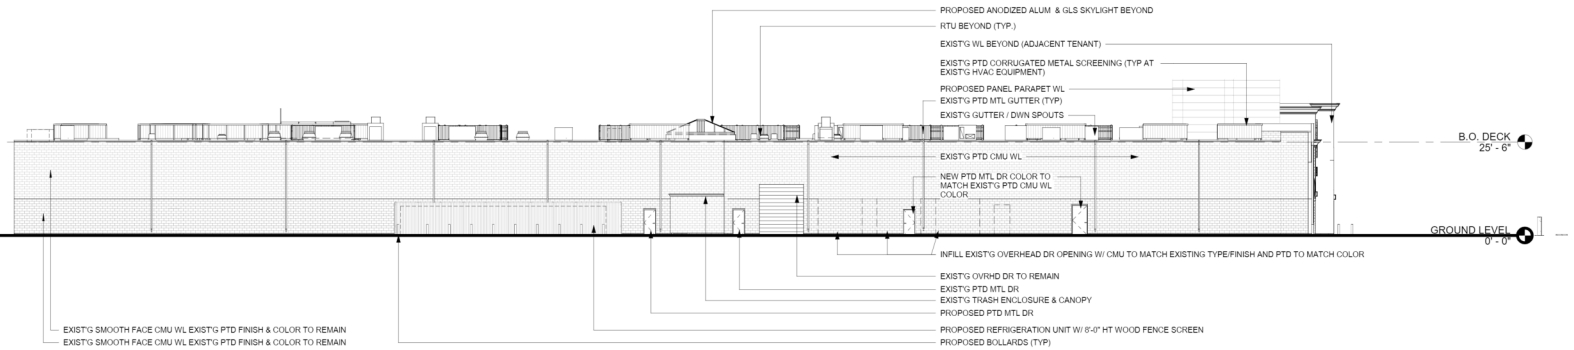 PROPOSED ANODIZED ALUM & GLS SKYLIGHT BEYOND
RTU BEYOND (TYP.)
EXIST'G WL BEYOND (ADJACENT TENANT)
EXIST'G PTD CORRUGATED METAL SCREENING (TYP AT
EXIST'G HVAC EQUIPMENT)
PROPOSED PANEL PARAPET WL
EXIST'G PTD MTL GUTTER (TYP)
EXIST'G GUTTER / DWN SPOUTS
B.O. DECK
25' - 6"
EXIST'G PTD CMU WL
NEW PTD MTL DR COLOR TO
MATCH EXIST'G PTD CMU WL
COLOR
GROUND LEVEL
0' - 0"
INFILL EXIST'G OVERHEAD DR OPENING W/ CMU TO MATCH EXISTING TYPE/FINISH AND PTD TO MATCH COLOR
EXIST'G OVRHD DR TO REMAIN
EXIST'G PTD MTL DR
EXIST'G TRASH ENCLOSURE & CANOPY
PROPOSED PTD MTL DR
EXIST'G SMOOTH FACE CMU WL EXIST'G PTD FINISH & COLOR TO REMAIN
PROPOSED REFRIGERATION UNIT W/ 8'-0" HT WOOD FENCE SCREEN
EXIST'G SMOOTH FACE CMU WL EXIST'G PTD FINISH & COLOR TO REMAIN
PROPOSED BOLLARDS (TYP)